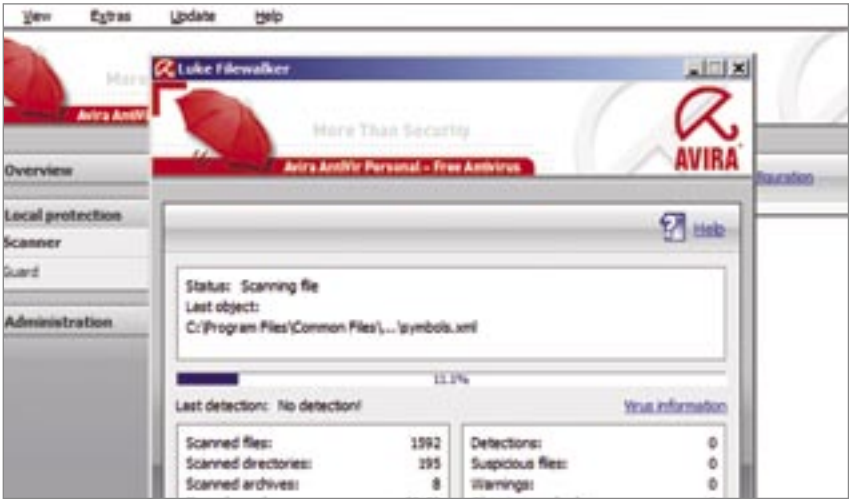 View Extras Update Help
Luke Filewalker
More Than Security
Avira AntiVir Personal - Free Antivirus
AVIRA
More
Avira AntiV
Overview
Local protection
Scanner
Guard
Administration
figuration
Help
Status: Scanning file
Last object:
C:\Program Files\Common Files\,...\symbols.xml
11.1%
Last detection: No detection! Virus information
Scanned files: 1592 Detections: 0
Scanned directories: 195 Suspicious files: 0
Scanned archives: 8 Warnings: 0